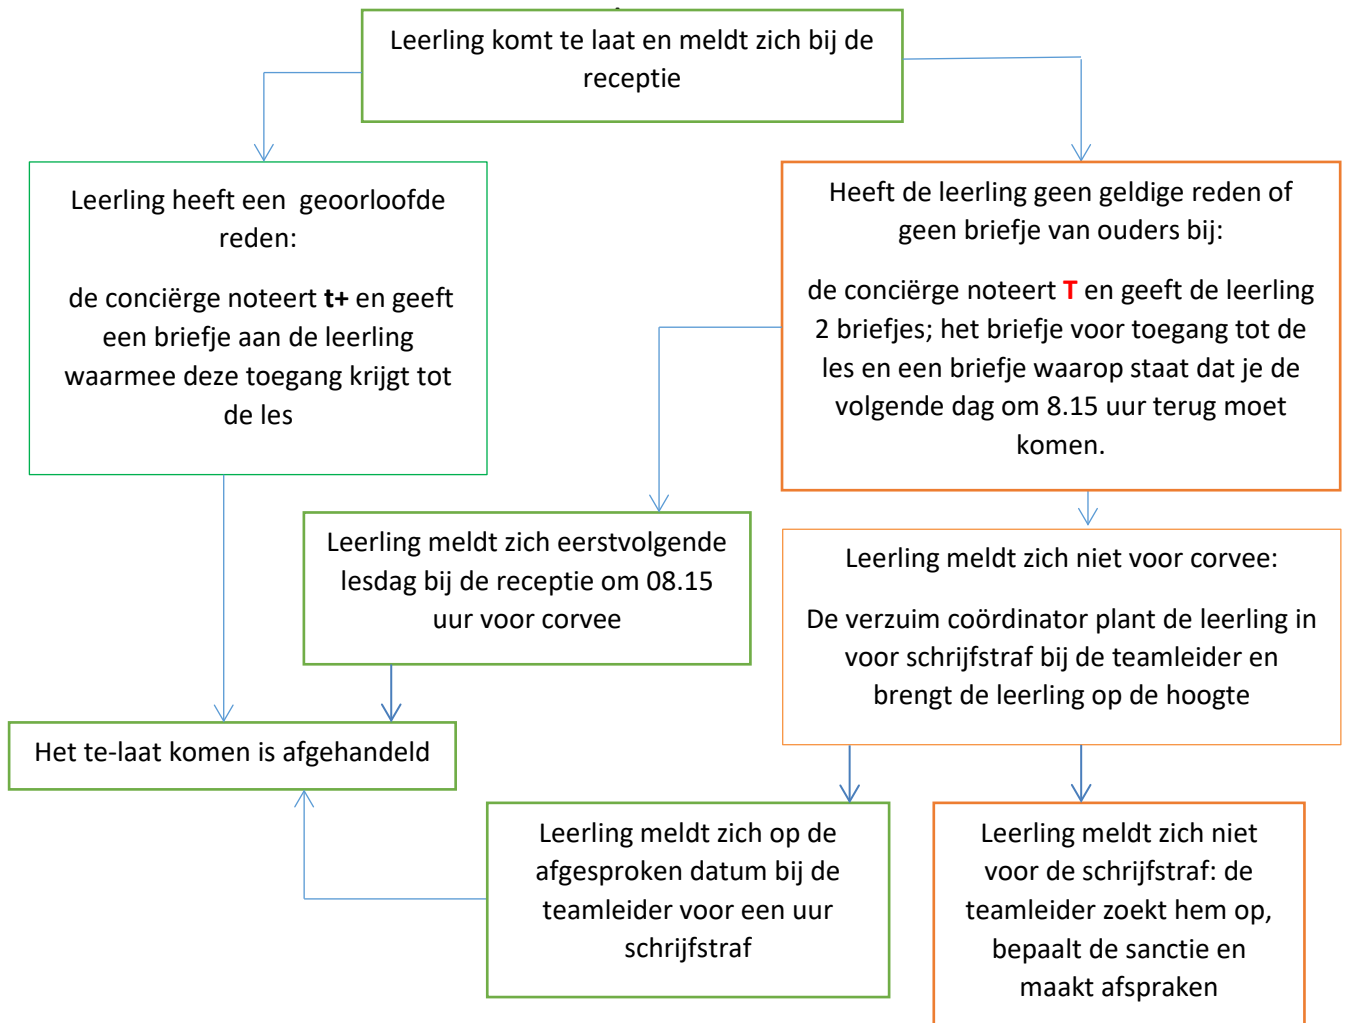 Leerling komt te laat en meldt zich bij de
receptie
Leerling heeft een geoorloofde
reden:
de conciërge noteert t+ en geeft
een briefje aan de leerling
waarmee deze toegang krijgt tot
de les
Heeft de leerling geen geldige reden of
geen briefje van ouders bij:
de conciërge noteert T en geeft de leerling
2 briefjes; het briefje voor toegang tot de
les en een briefje waarop staat dat je de
volgende dag om 8.15 uur terug moet
komen.
Leerling meldt zich eerstvolgende
lesdag bij de receptie om 08.15
uur voor corvee
Leerling meldt zich niet voor corvee:
De verzuim coördinator plant de leerling in
voor schrijfstraf bij de teamleider en
brengt de leerling op de hoogte
Het te-laat komen is afgehandeld
Leerling meldt zich op de
afgesproken datum bij de
teamleider voor een uur
schrijfstraf
Leerling meldt zich niet
voor de schrijfstraf: de
teamleider zoekt hem op,
bepaalt de sanctie en
maakt afspraken